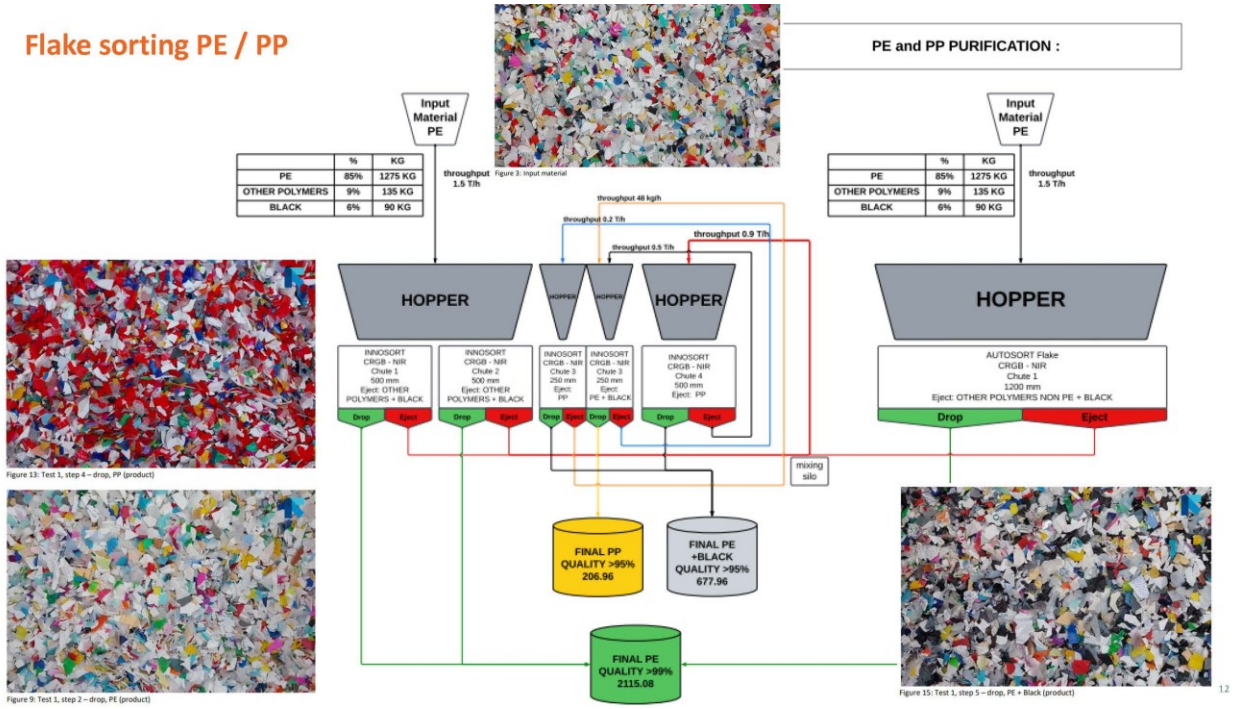 Flake sorting PE / PP
PE and PP PURIFICATION :
Figure 3: Input material
Input
Material
PE
% KG
PE 85% 1275 KG
OTHER POLYMERS 9% 135 KG
BLACK 6% 90 KG
throughput
1.5 T/h
throughput 48 kg/h
throughput 0.2 T/h
throughput 0.9 T/h
throughput 0.5 T/h
Input
Material
PE
% KG
PE 85% 1275 KG
OTHER POLYMERS 9% 135 KG
BLACK 6% 90 KG
throughput
1.5 T/h
HOPPER
HOPPER
HOPPER
HOPPER
HOPPER
INNOSORT
CRGB - NIR
Chute 1
500 mm
Eject: OTHER
POLYMERS + BLACK
Drop Eject
INNOSORT
CRGB - NIR
Chute 2
500 mm
Eject: OTHER
POLYMERS + BLACK
Drop Eject
INNOSORT
CRGB - NIR
Chute 3
250 mm
Eject:
PP
Drop Eject
INNOSORT
CRGB - NIR
Chute 3
250 mm
Eject:
PE + BLACK
Drop Eject
INNOSORT
CRGB - NIR
Chute 4
500 mm
Eject: PP
Drop Eject
AUTOSORT Flake
CRGB - NIR
Chute 1
1200 mm
Eject: OTHER POLYMERS NON PE + BLACK
Drop Eject
mixing
silo
Figure 13: Test 1, step 4 – drop, PP (product)
FINAL PP
QUALITY >95%
206.96
FINAL PE
+BLACK
QUALITY >95%
677.96
FINAL PE
QUALITY >99%
2115.08
Figure 9: Test 1, step 2 – drop, PE (product)
Figure 15: Test 1, step 5 – drop, PE + Black (product)
12